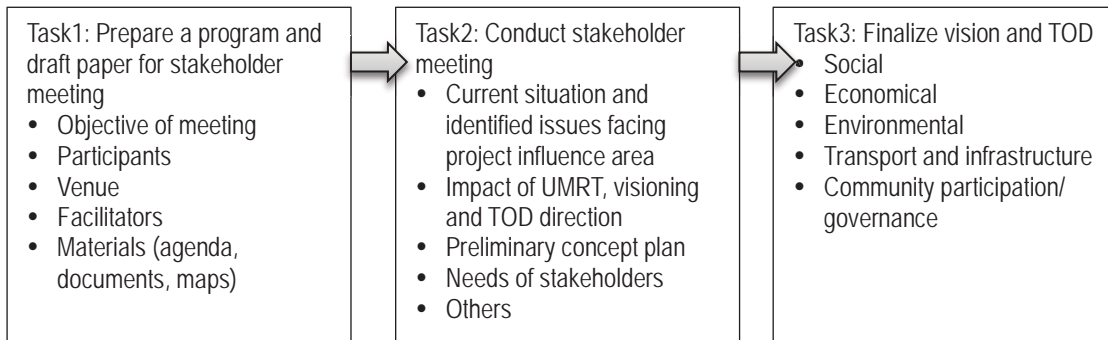 Task1: Prepare a program and
draft paper for stakeholder
meeting
• Objective of meeting
• Participants
• Venue
• Facilitators
• Materials (agenda,
documents, maps)
Task2: Conduct stakeholder
meeting
• Current situation and
identified issues facing
project influence area
• Impact of UMRT, visioning
and TOD direction
• Preliminary concept plan
• Needs of stakeholders
• Others
Task3: Finalize vision and TOD
• Social
• Economical
• Environmental
• Transport and infrastructure
• Community participation/
governance